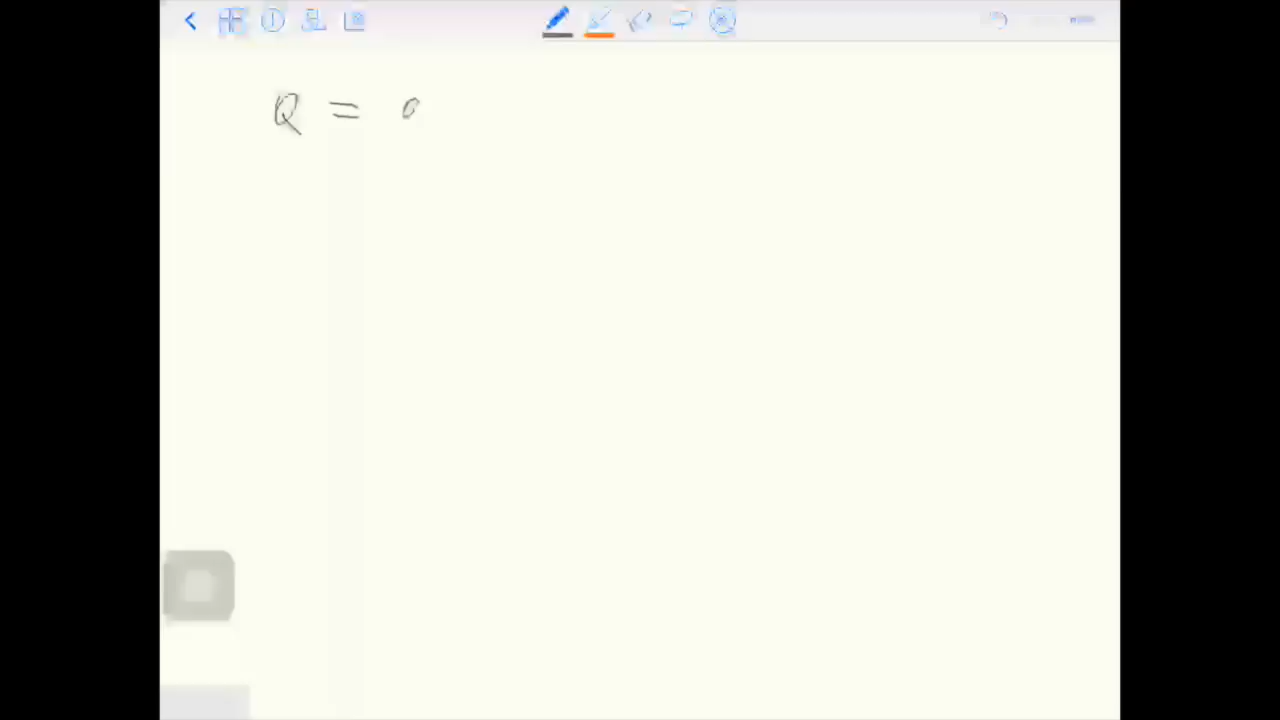 Q = 0